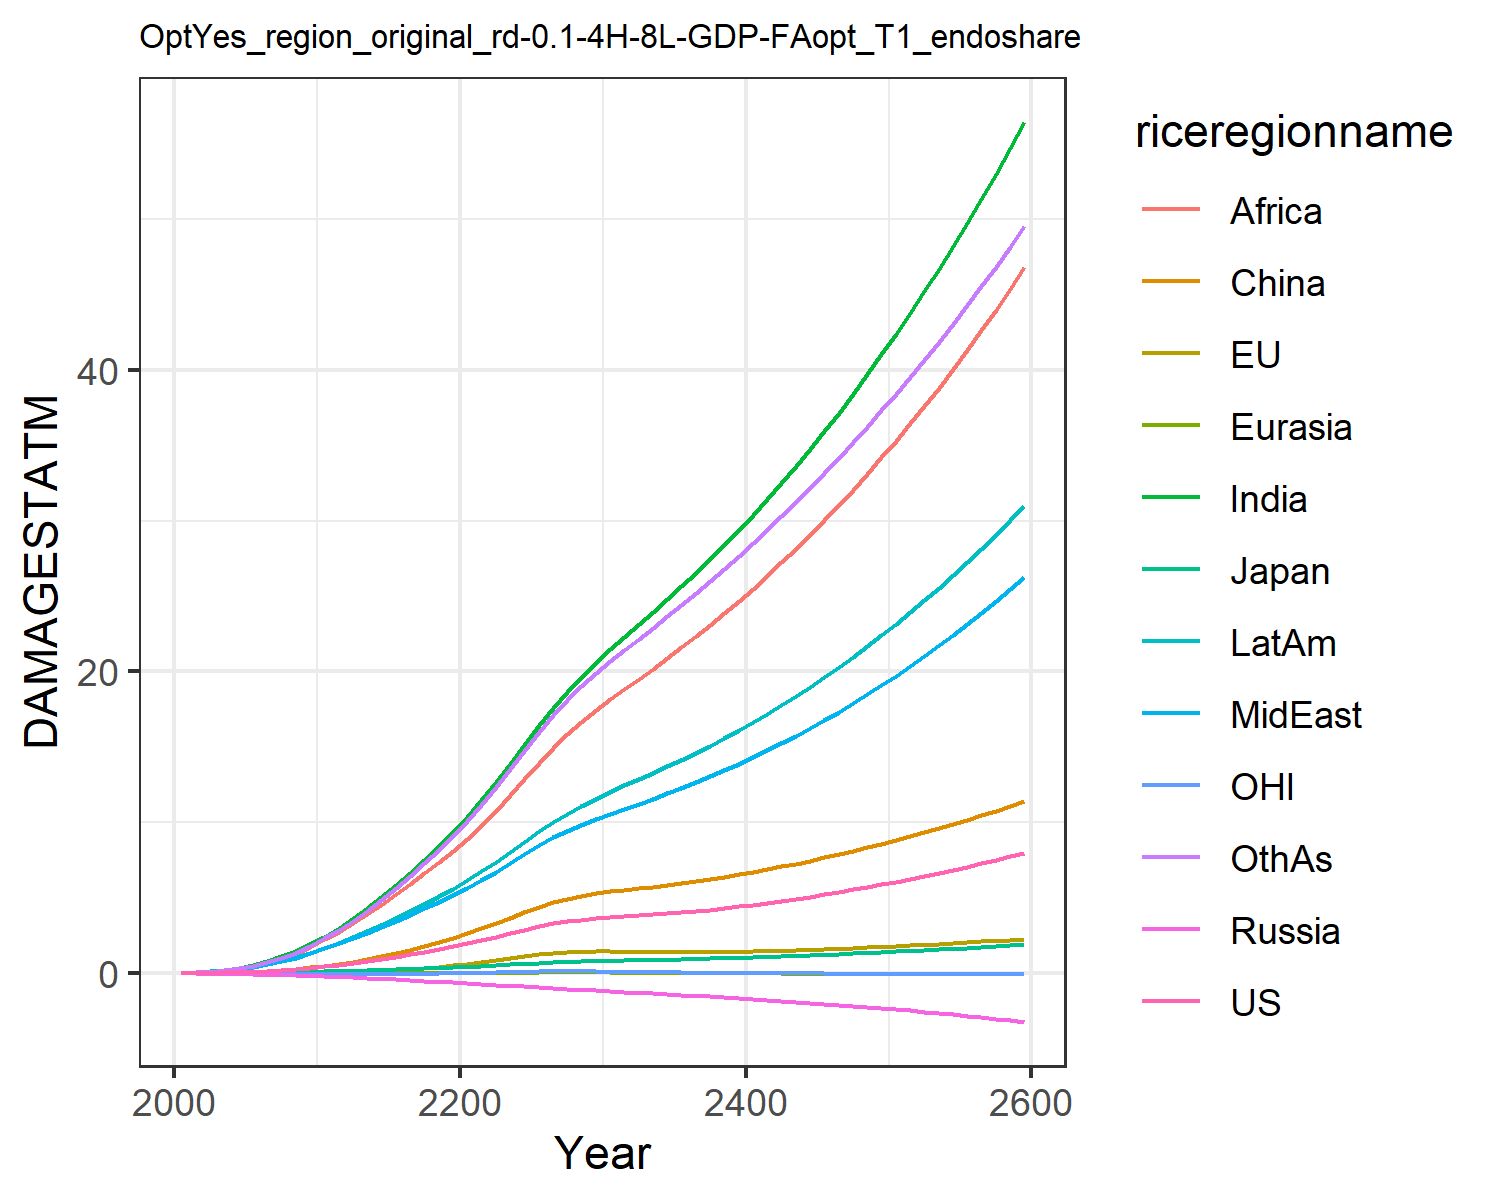 OptYes_region_original_rd-0.1-4H-8L-GDP-FAopt_T1_endoshare
DAMAGESTATM
40
20
0
2000
2200
2400
2600
Year
riceregionname
Africa
China
EU
Eurasia
India
Japan
LatAm
MidEast
OHI
OthAs
Russia
US